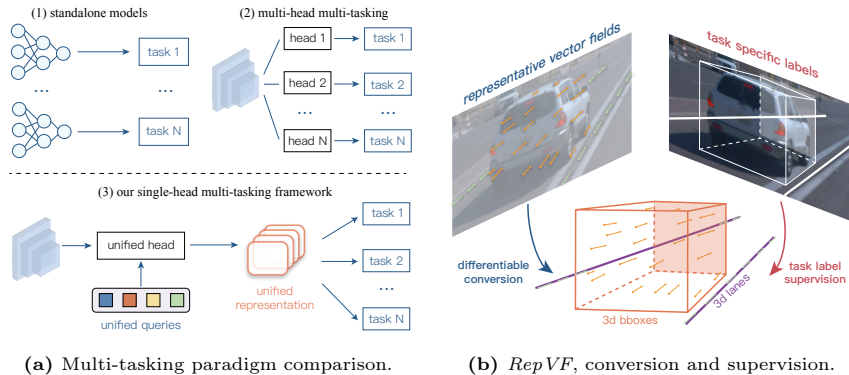 (1) standalone models
task 1
...
...
task N
(2) multi-head multi-tasking
head 1
task 1
head 2
task 2
...
...
head N
task N
(3) our single-head multi-tasking framework
unified head
unified queries
unified
representation
task 1
task 2
...
task N
(a) Multi-tasking paradigm comparison.
representative vector fields
task specific labels
differentiable
conversion
task label
supervision
3d bboxes
3d lanes
(b) RepVF, conversion and supervision.